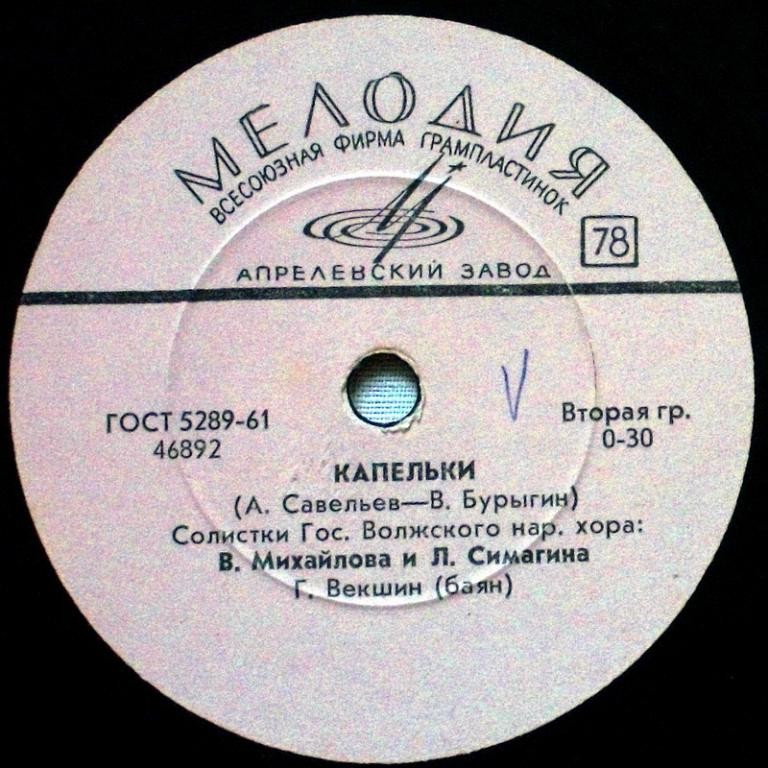 МЕЛОДИЯ
ВСЕСОЮЗНАЯ ФИРМА ГРАМПЛАСТИНОК
78
АПРЕЛЕВСКИЙ ЗАВОД
ГОСТ 5289-61
46892
Вторая гр.
0-30
КАПЕЛЬКИ
(А. Савельев—В. Бурыгин)
Солистки Гос. Волжского нар. хора:
В. Михайлова и Л. Симагина
Г. Векшин (баян)